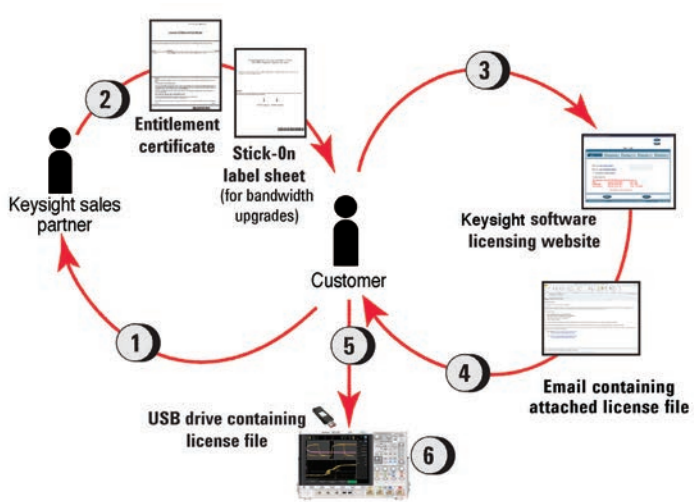 2
Entitlement
certificate
Stick-On
label sheet
(for bandwidth
upgrades)
3
Keysight sales
partner
Keysight software
licensing website
Customer
1
5
4
Email containing
attached license file
USB drive containing
license file
6